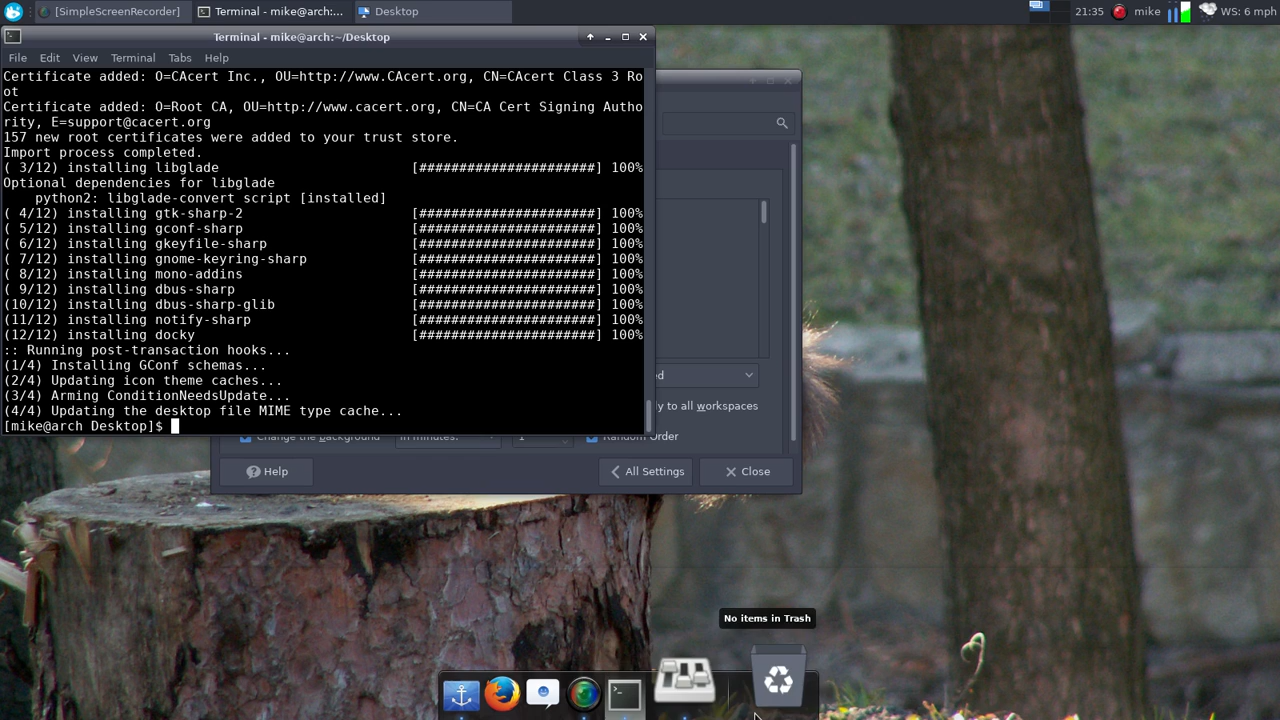 [SimpleScreenRecorder]
Terminal - mike@arch:...
Desktop
21:35
mike
WS: 6 mph
Terminal - mike@arch:~/Desktop
File Edit View Terminal Tabs Help
Certificate added: O=CAcert Inc., OU=http://www.CAcert.org, CN=CAcert Class 3 Ro
ot
Certificate added: O=Root CA, OU=http://www.cacert.org, CN=CA Cert Signing Autho
rity, E=support@cacert.org
157 new root certificates were added to your trust store.
Import process completed.
( 3/12) installing libglade [######################] 100%
Optional dependencies for libglade
python2: libglade-convert script [installed]
( 4/12) installing gtk-sharp-2 [######################] 100%
( 5/12) installing gconf-sharp [######################] 100%
( 6/12) installing gkeyfile-sharp [######################] 100%
( 7/12) installing gnome-keyring-sharp [######################] 100%
( 8/12) installing mono-addins [######################] 100%
( 9/12) installing dbus-sharp [######################] 100%
(10/12) installing dbus-sharp-glib [######################] 100%
(11/12) installing notify-sharp [######################] 100%
(12/12) installing docky [######################] 100%
:: Running post-transaction hooks...
(1/4) Installing GConf schemas...
(2/4) Updating icon theme caches...
(3/4) Arming ConditionNeedsUpdate...
(4/4) Updating the desktop file MIME type cache...
[mike@arch Desktop]$
ed
ly to all workspaces
Change the background
in minutes:
1
Random Order
Help
All Settings
Close
No items in Trash